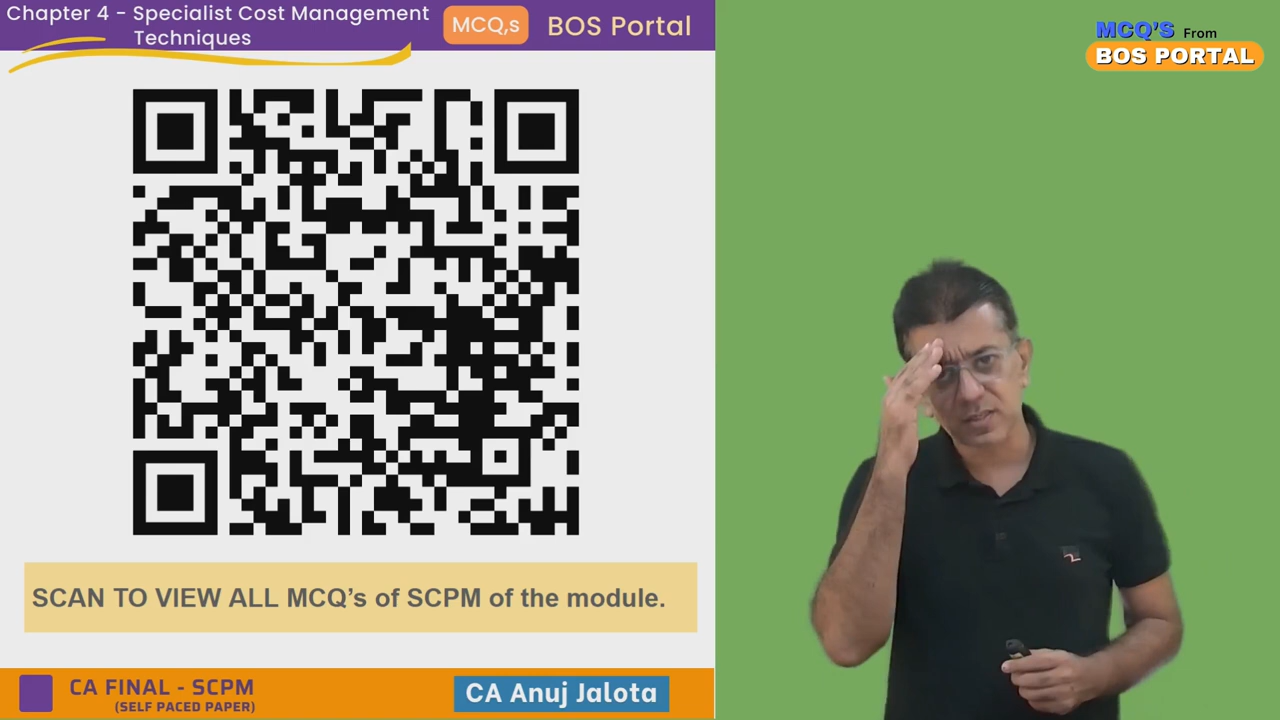 Chapter 4 - Specialist Cost Management
Techniques
MCQ,s
BOS Portal
MCQ'S From
BOS PORTAL
SCAN TO VIEW ALL MCQ's of SCPM of the module.
CA FINAL - SCPM
(SELF PACED PAPER)
CA Anuj Jalota